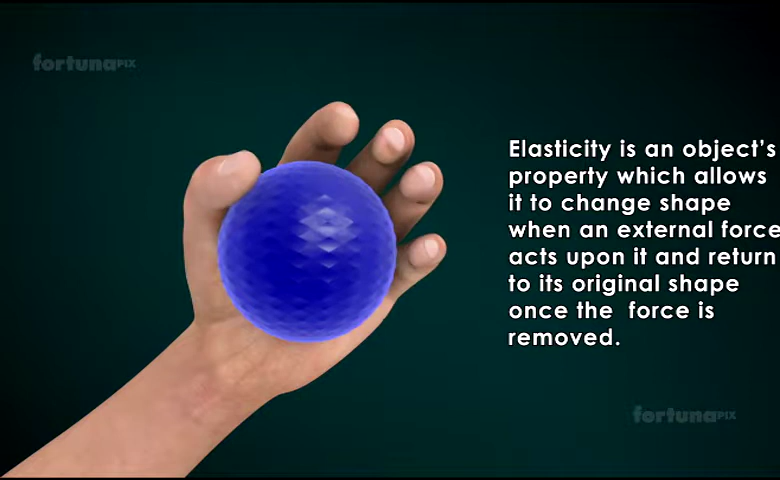 fortunaPIX
Elasticity is an object's
property which allows
it to change shape
when an external force
acts upon it and return
to its original shape
once the  force is
removed.
fortunaPIX